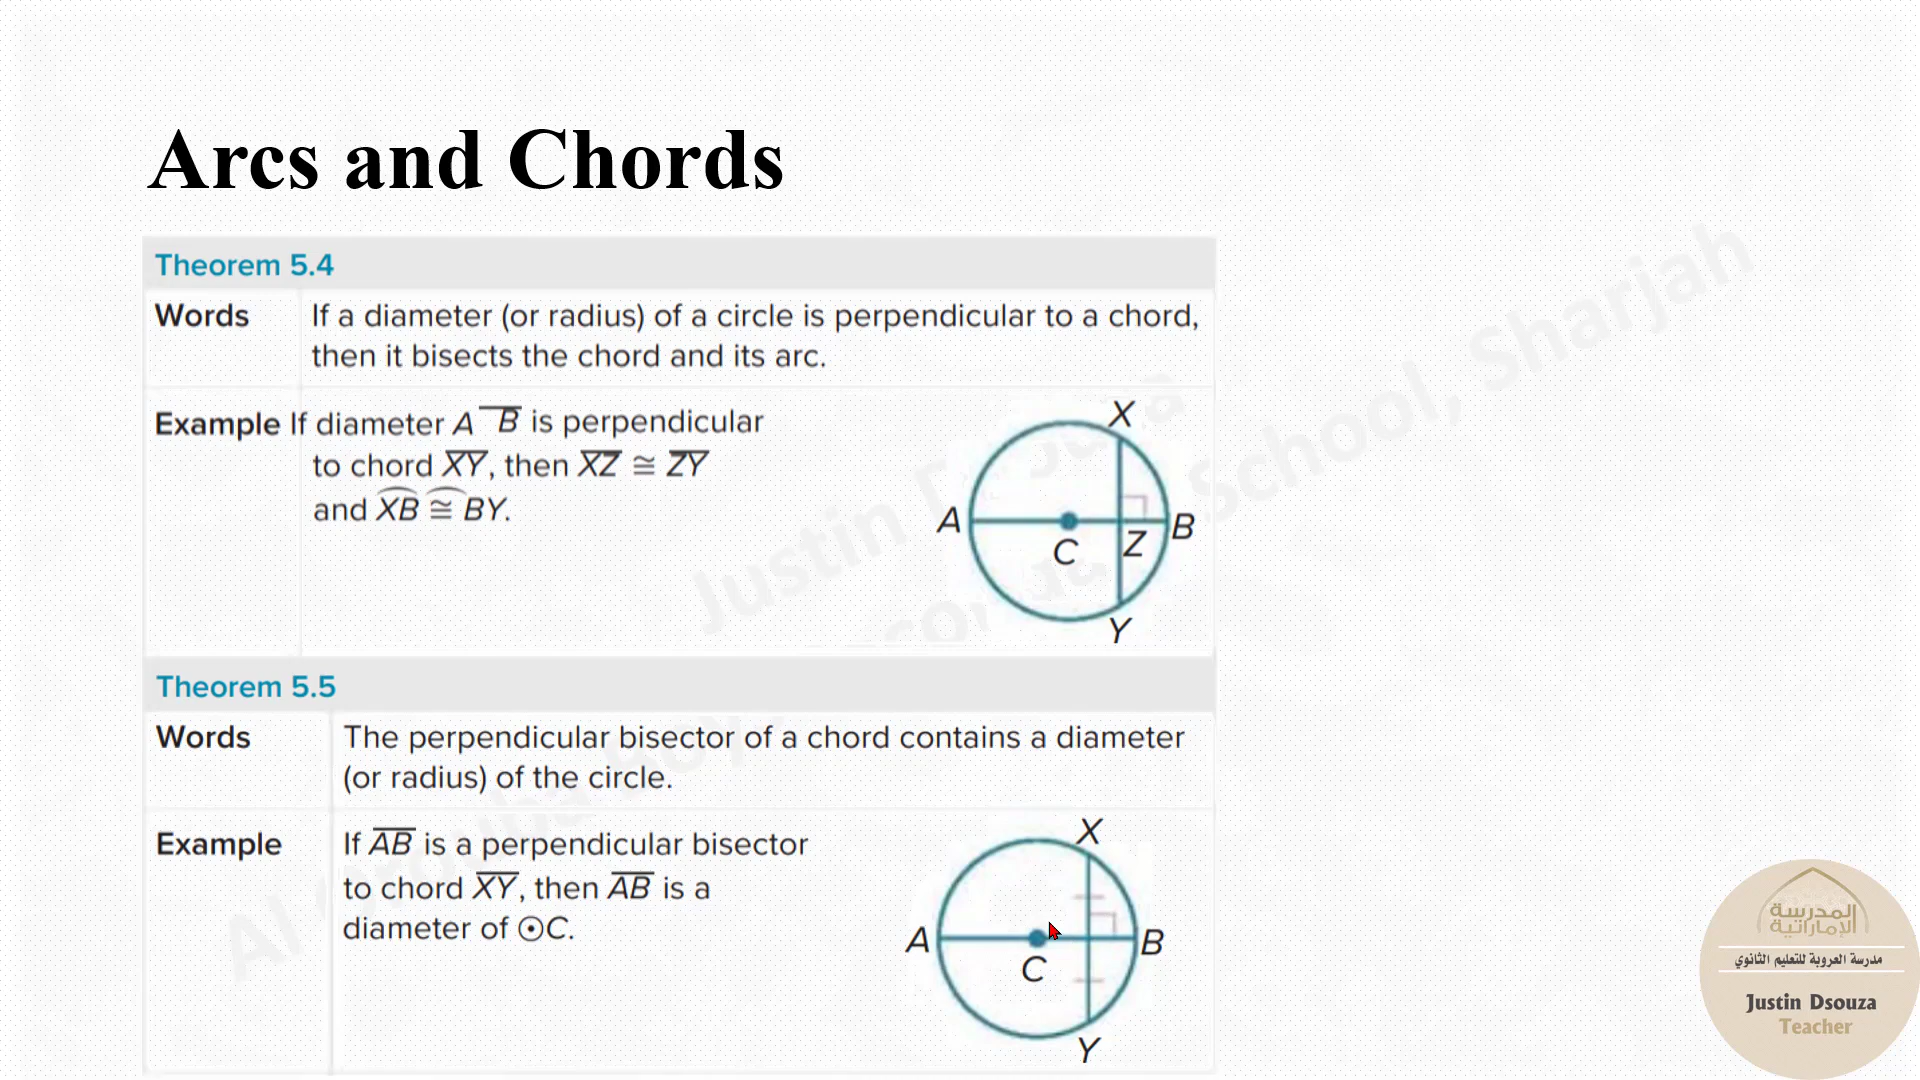 Arcs and Chords
Theorem 5.4
Words If a diameter (or radius) of a circle is perpendicular to a chord,
then it bisects the chord and its arc.
Example If diameter A B is perpendicular
to chord XY, then XZ ≅ ZY
and XB ≅ BY.
X
A
C
Z
B
Y
Theorem 5.5
Words The perpendicular bisector of a chord contains a diameter
(or radius) of the circle.
Example If AB is a perpendicular bisector
to chord XY, then AB is a
diameter of ⊙C.
X
A
C
B
Y
School, Sharjah
Justin
المدرسة
الإماراتية
مدرسة العروبة للتعليم الثانوي
Justin Dsouza
Teacher